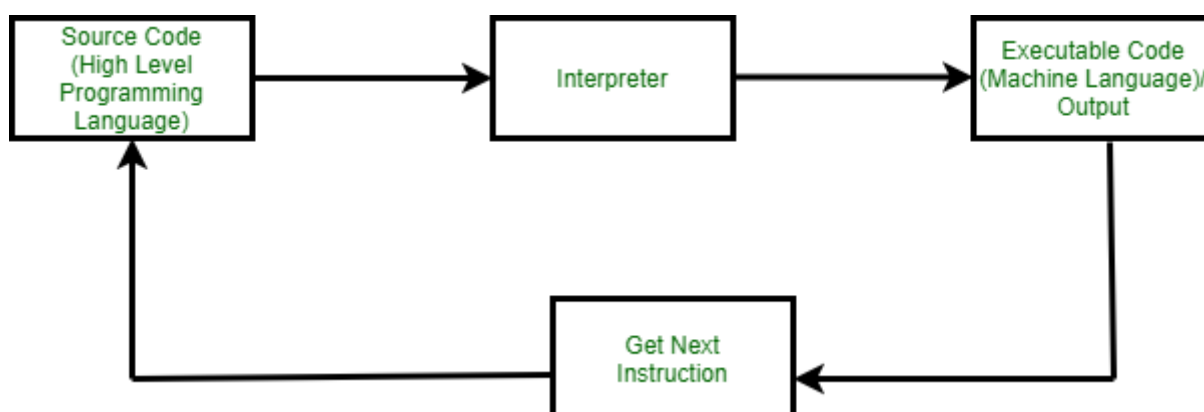 Source Code
(High Level
Programming
Language)
Interpreter
Executable Code
(Machine Language)/
Output
Get Next
Instruction